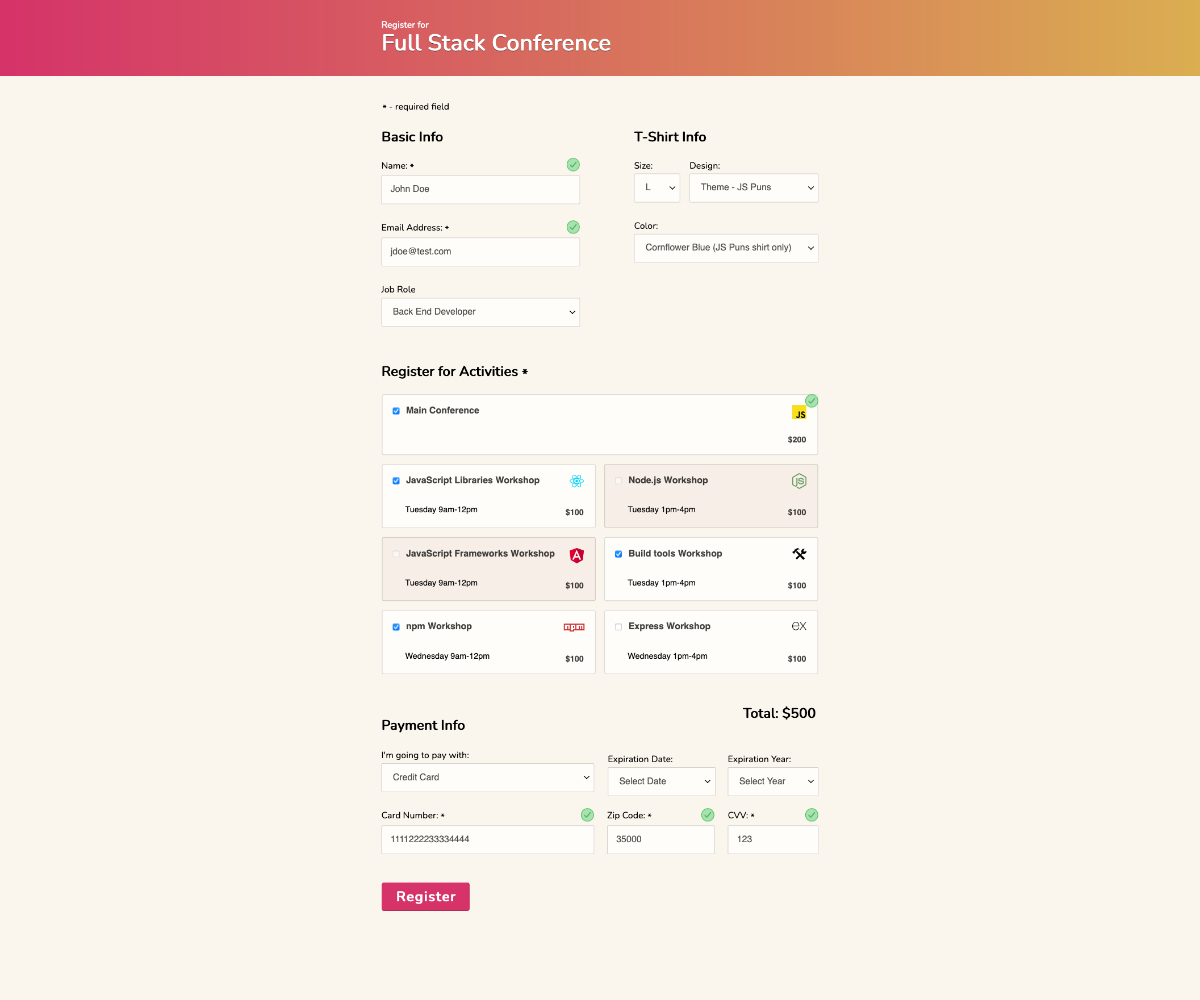 Register for
Full Stack Conference
* - required field
Basic Info
Name: *
John Doe
Email Address: *
jdoe@test.com
Job Role
Back End Developer
T-Shirt Info
Size:
Design:
L
Theme - JS Puns
Color:
Cornflower Blue (JS Puns shirt only)
Register for Activities *
Main Conference
JS
$200
JavaScript Libraries Workshop
Tuesday 9am-12pm
$100
Node.js Workshop
JS
Tuesday 1pm-4pm
$100
JavaScript Frameworks Workshop
A
Tuesday 9am-12pm
$100
Build tools Workshop
Tuesday 1pm-4pm
$100
npm Workshop
npm
Wednesday 9am-12pm
$100
Express Workshop
ex
Wednesday 1pm-4pm
$100
Total: $500
Payment Info
I'm going to pay with:
Credit Card
Expiration Date:
Select Date
Expiration Year:
Select Year
Card Number: *
1111222233334444
Zip Code: *
35000
CVV: *
123
Register